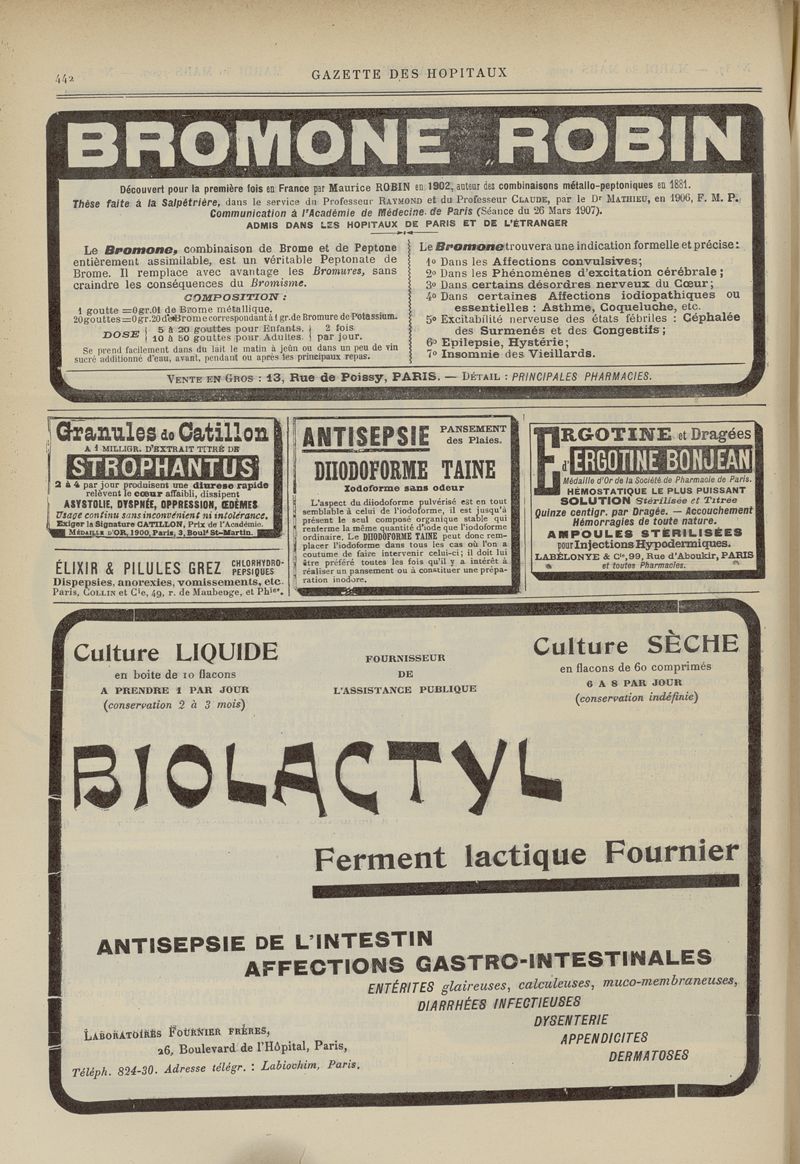 442
GAZETTE DES HOPITAUX
BROMONE ROBIN
Découvert pour la première fois en France par Maurice ROBIN en 1902, auteur des combinaisons métallo-peptoniques en 1881.
Thèse faite à la Salpétrière, dans le service du Professeur RAYMOND et du Professeur CLAUDE, par le Dr MATHIEU, en 1906, F. M. P.
Communication à l'Académie de Médecine de Paris (Séance du 26 Mars 1907).
ADMIS DANS LES HOPITAUX DE PARIS ET DE L'ÉTRANGER
Le Bromone, combinaison de Brome et de Peptone
entièrement assimilable, est un véritable Peptonate de
Brome. Il remplace avec avantage les Bromures, sans
craindre les conséquences du Bromisme.
COMPOSITION :
1 goutte = 0gr.01 de Brome métallique.
20 gouttes = 0gr.20 de Brome correspondant à 1 gr. de Bromure de Potassium.
DOSE { 5 à 20 gouttes pour Enfants. } 2 fois
{ 10 à 50 gouttes pour Adultes. } par jour.
Se prend facilement dans du lait le matin à jeûn ou dans un peu de vin
sucré additionné d'eau, avant, pendant ou après les principaux repas.
Le Bromone trouvera une indication formelle et précise :
1o Dans les Affections convulsives;
2o Dans les Phénomènes d'excitation cérébrale ;
3o Dans certains désordres nerveux du Cœur;
4o Dans certaines Affections iodiopathiques ou
essentielles : Asthme, Coqueluche, etc.
5o Excitabilité nerveuse des états fébriles : Céphalée
des Surmenés et des Congestifs ;
6o Epilepsie, Hystérie;
7o Insomnie des Vieillards.
VENTE EN GROS : 13, Rue de Poissy, PARIS. — DÉTAIL : PRINCIPALES PHARMACIES.
Granules de Catillon
A 1 MILLIGR. D'EXTRAIT TITRÉ DE
STROPHANTUS
2 à 4 par jour produisent une diurese rapide
relèvent le cœur affaibli, dissipent
ASYSTOLIE, DYSPNÉE, OPPRESSION, ŒDÈMES
Usage continu sans inconvénient ni intolérance.
Exiger la Signature CATILLON, Prix de l'Académie.
MÉDAILLE D'OR, 1900, Paris, 3, Bould St-Martin.
ÉLIXIR & PILULES GREZ CHLORHYDRO-PEPSIQUES
Dispepsies, anorexies, vomissements, etc.
Paris, COLLIN et Cie, 49, r. de Maubeuge, et Phies.
ANTISEPSIE PANSEMENT
des Plaies.
DIIODOFORME TAINE
Iodoforme sans odeur
L'aspect du diiodoforme pulvérisé est en tout
semblable à celui de l'iodoforme, il est jusqu'à
présent le seul composé organique stable qui
renferme la même quantité d'iode que l'iodoforme
ordinaire. Le DIIODOFORME TAINE peut donc rem-
placer l'iodoforme dans tous les cas où l'on a
coutume de faire intervenir celui-ci; il doit lui
être préféré toutes les fois qu'il y a intérêt à
réaliser un pansement ou à constituer une prépa-
ration inodore.
ERGOTINE et Dragées
d'ERGOTINE BONJEAN
Médaille d'Or de la Société de Pharmacie de Paris.
HÉMOSTATIQUE LE PLUS PUISSANT
SOLUTION Stérilisée et Titrée
Quinze centigr. par Dragée. — Accouchement
Hémorragies de toute nature.
AMPOULES STÉRILISÉES
pour Injections Hypodermiques.
LABÉLONYE & Cie, 99, Rue d'Aboukir, PARIS
et toutes Pharmacies.
Culture LIQUIDE
en boite de 10 flacons
A PRENDRE 1 PAR JOUR
(conservation 2 à 3 mois)
FOURNISSEUR
DE
L'ASSISTANCE PUBLIQUE
Culture SÈCHE
en flacons de 60 comprimés
6 A 8 PAR JOUR
(conservation indéfinie)
BIOLACTYL
Ferment lactique Fournier
ANTISEPSIE DE L'INTESTIN
AFFECTIONS GASTRO-INTESTINALES
ENTÉRITES glaireuses, calculeuses, muco-membraneuses,
DIARRHÉES INFECTIEUSES
DYSENTERIE
APPENDICITES
DERMATOSES
LABORATOIRES FOURNIER FRÈRES,
26, Boulevard de l'Hôpital, Paris,
Téléph. 824-30. Adresse télégr. : Labiochim, Paris.